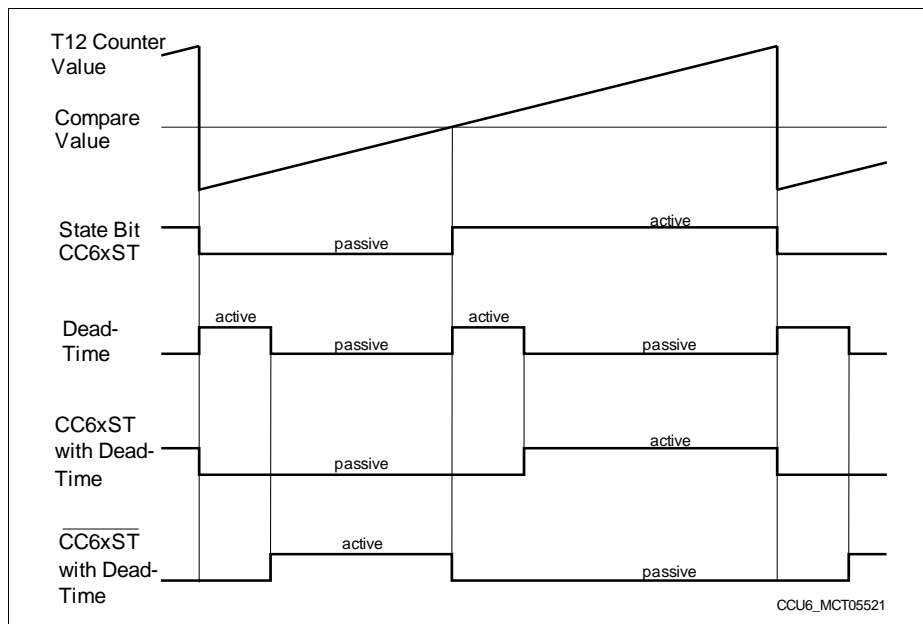 T12 Counter
Value
Compare
Value
State Bit
CC6xST
passive
active
Dead-
Time
active
passive
active
passive
CC6xST
with Dead-
Time
passive
active
CC6xST
with Dead-
Time
active
passive
CCU6_MCT05521